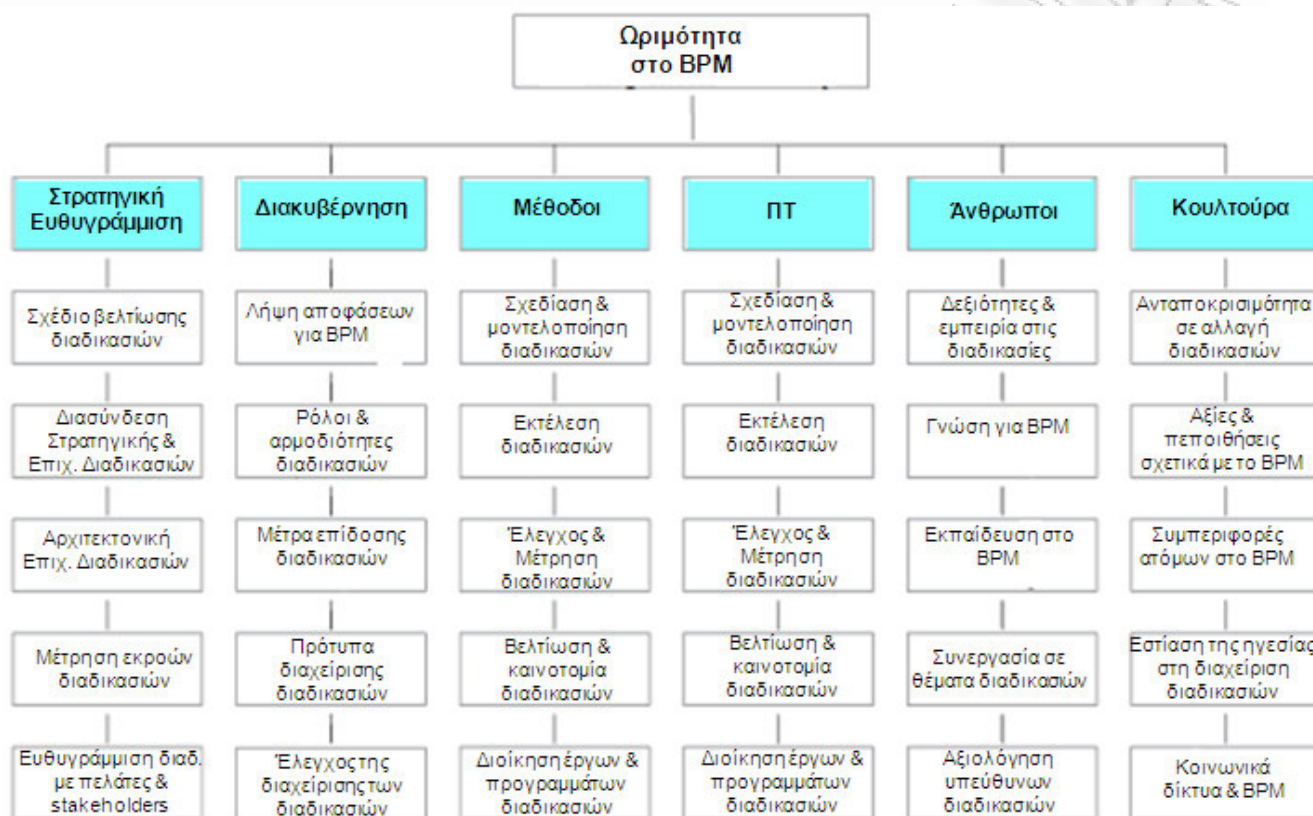 Ωριμότητα
στο BPM
Στρατηγική
Ευθυγράμμιση
Διακυβέρνηση
Μέθοδοι
ΠΤ
Άνθρωποι
Κουλτούρα
Σχέδιο βελτίωσης
διαδικασιών
Λήψη αποφάσεων
για BPM
Σχεδίαση &
μοντελοποίηση
διαδικασιών
Σχεδίαση &
μοντελοποίηση
διαδικασιών
Δεξιότητες &
εμπειρία στις
διαδικασίες
Ανταποκρισιμότητα
σε αλλαγή
διαδικασιών
Διασύνδεση
Στρατηγικής &
Επιχ. Διαδικασιών
Ρόλοι &
αρμοδιότητες
διαδικασιών
Εκτέλεση
διαδικασιών
Εκτέλεση
διαδικασιών
Γνώση για BPM
Αξίες &
πεποιθήσεις
σχετικά με το BPM
Αρχιτεκτονική
Επιχ. Διαδικασιών
Μέτρα επίδοσης
διαδικασιών
Έλεγχος &
Μέτρηση
διαδικασιών
Έλεγχος &
Μέτρηση
διαδικασιών
Εκπαίδευση στο
BPM
Συμπεριφορές
ατόμων στο BPM
Μέτρηση εκροών
διαδικασιών
Πρότυπα
διαχείρισης
διαδικασιών
Βελτίωση &
καινοτομία
διαδικασιών
Βελτίωση &
καινοτομία
διαδικασιών
Συνεργασία σε
θέματα διαδικασιών
Εστίαση της ηγεσίας
στη διαχείριση
διαδικασιών
Ευθυγράμμιση διαδ.
με πελάτες &
stakeholders
Έλεγχος της
διαχείρισης των
διαδικασιών
Διοίκηση έργων &
προγραμμάτων
διαδικασιών
Διοίκηση έργων &
προγραμμάτων
διαδικασιών
Αξιολόγηση
υπεύθυνων
διαδικασιών
Κοινωνικά
δίκτυα & BPM